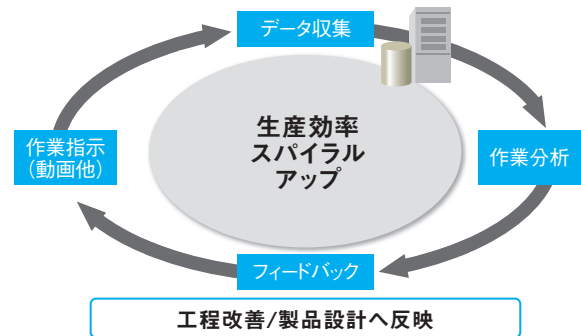 データ収集
生産効率
スパイラル
アップ
作業指示
(動画他)
作業分析
フィードバック
工程改善/製品設計へ反映